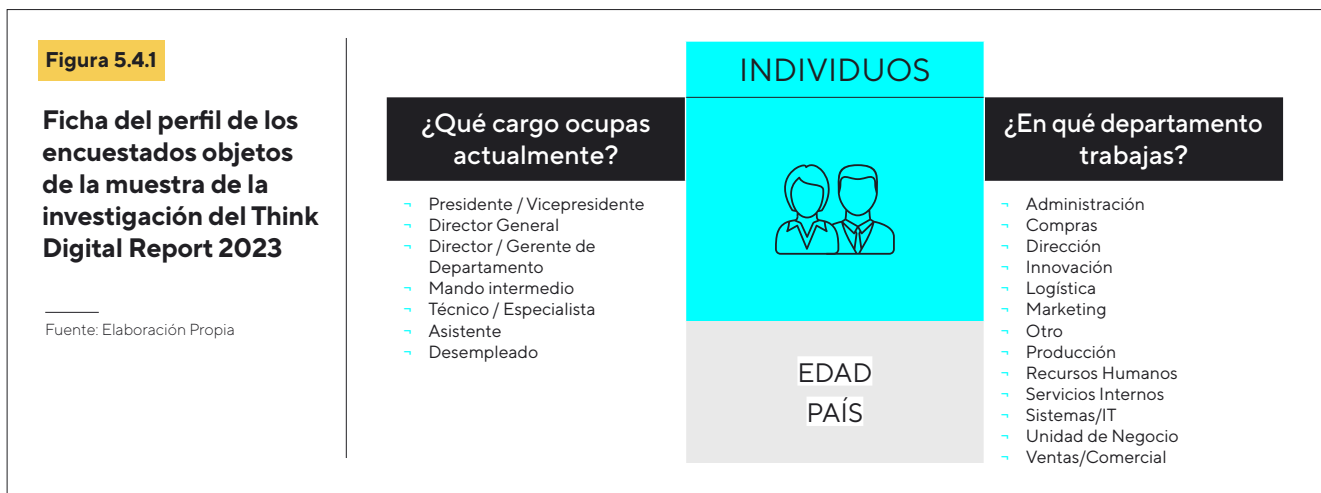 Figura 5.4.1
Ficha del perfil de los
encuestados objetos
de la muestra de la
investigación del Think
Digital Report 2023
Fuente: Elaboración Propia
¿Qué cargo ocupas
actualmente?
¬ Presidente / Vicepresidente
¬ Director General
¬ Director / Gerente de
Departamento
¬ Mando intermedio
¬ Técnico / Especialista
¬ Asistente
¬ Desempleado
INDIVIDUOS
EDAD
PAÍS
¿En qué departamento
trabajas?
¬ Administración
¬ Compras
¬ Dirección
¬ Innovación
¬ Logística
¬ Marketing
¬ Otro
¬ Producción
¬ Recursos Humanos
¬ Servicios Internos
¬ Sistemas/IT
¬ Unidad de Negocio
¬ Ventas/Comercial